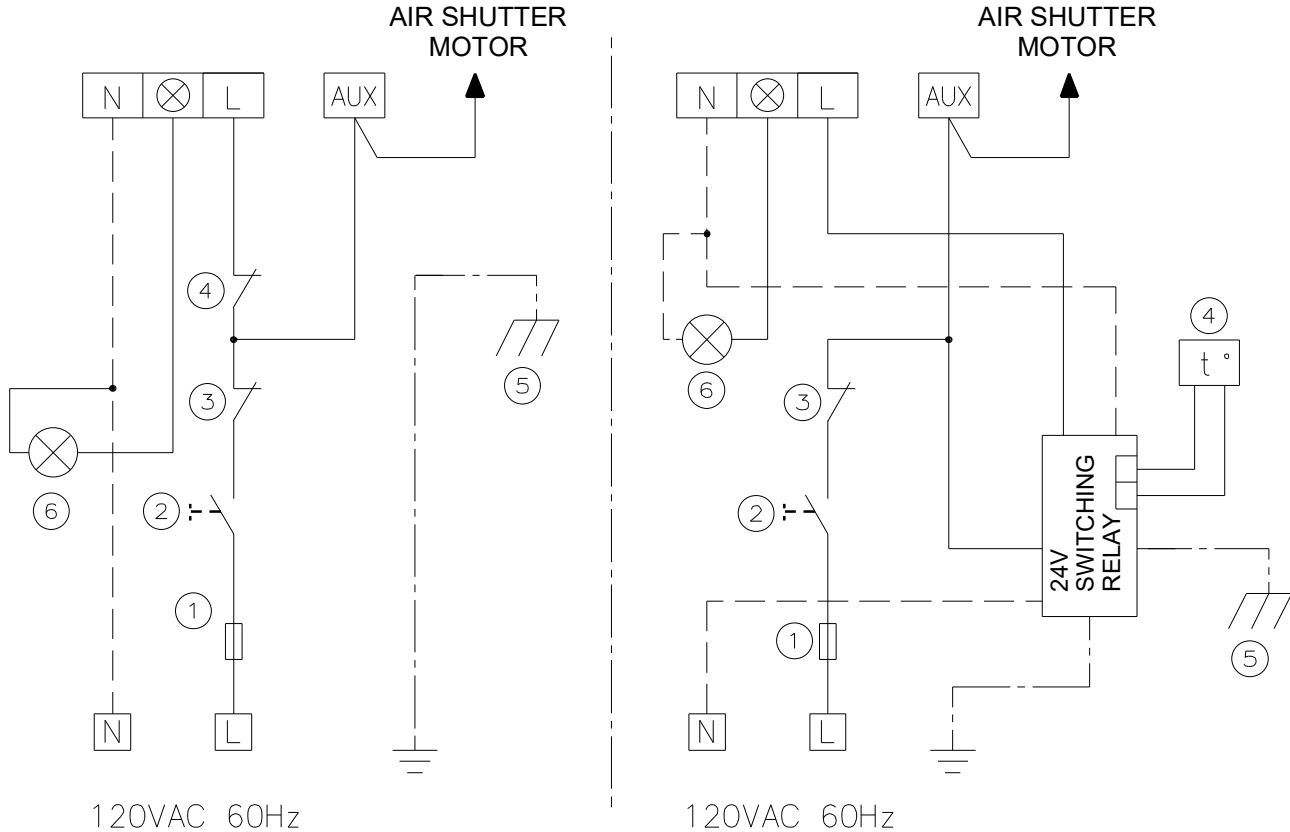 AIR SHUTTER
MOTOR
N
L
AUX
4
3
5
6
2
1
N
L
120VAC 60Hz
AIR SHUTTER
MOTOR
N
L
AUX
4
t °
6
3
24V
SWITCHING
RELAY
2
1
5
N
L
120VAC 60Hz